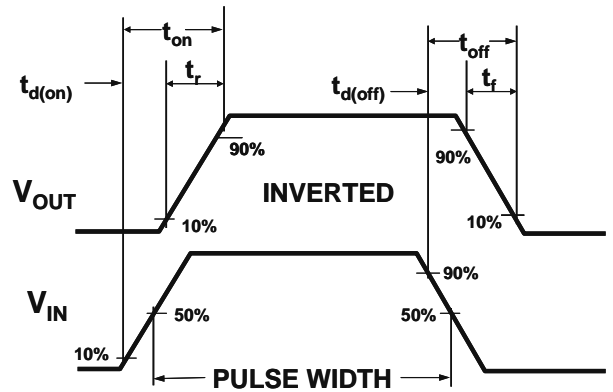 t_on t_off
t_d(on) t_r t_d(off) t_f
90% 90%
V_OUT INVERTED
10% 10%
90%
V_IN 50% 50%
10%
PULSE WIDTH